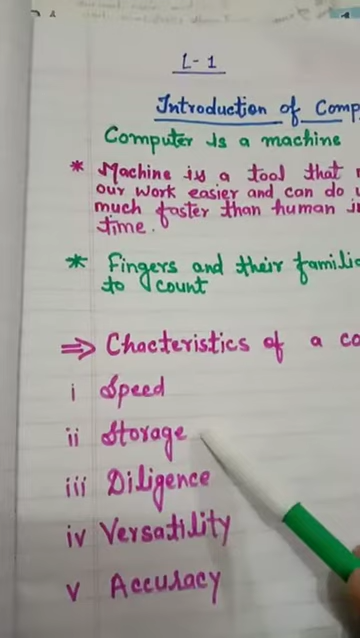 L-1
Introduction of Comp
Computer Is a machine
* Machine is a tool that
our work easier and can do
much faster than human in
time.
* Fingers and their familie
to count
⇒ Chacteristics of a co
i Speed
ii Storage
iii Diligence
iv Versatility
v Accuracy